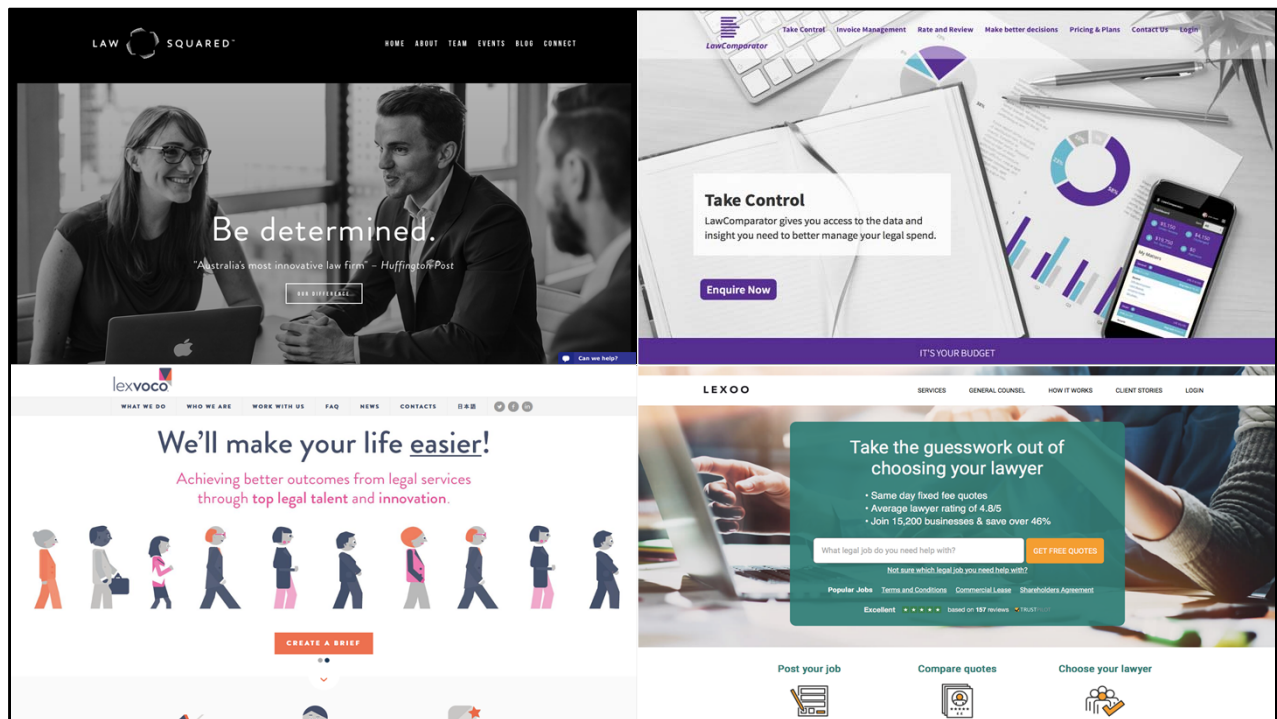 LAW SQUARED
HOME ABOUT TEAM EVENTS BLOG CONNECT
Be determined.
"Australia's most innovative law firm" – Huffington Post
OUR DIFFERENCE
Can we help?
LawComparator
Take Control Invoice Management Rate and Review Make better decisions Pricing & Plans Contact Us Login
Take Control
LawComparator gives you access to the data and
insight you need to better manage your legal spend.
Enquire Now
My Matters
IT'S YOUR BUDGET
lexvoco
WHAT WE DO WHO WE ARE WORK WITH US FAQ NEWS CONTACTS 日本語
We'll make your life easier!
Achieving better outcomes from legal services
through top legal talent and innovation.
CREATE A BRIEF
LEXOO
SERVICES GENERAL COUNSEL HOW IT WORKS CLIENT STORIES LOGIN
Take the guesswork out of
choosing your lawyer
• Same day fixed fee quotes
• Average lawyer rating of 4.8/5
• Join 15,200 businesses & save over 46%
What legal job do you need help with?
GET FREE QUOTES
Not sure which legal job you need help with?
Popular Jobs Terms and Conditions Commercial Lease Shareholders Agreement
Excellent based on 157 reviews
Post your job Compare quotes Choose your lawyer